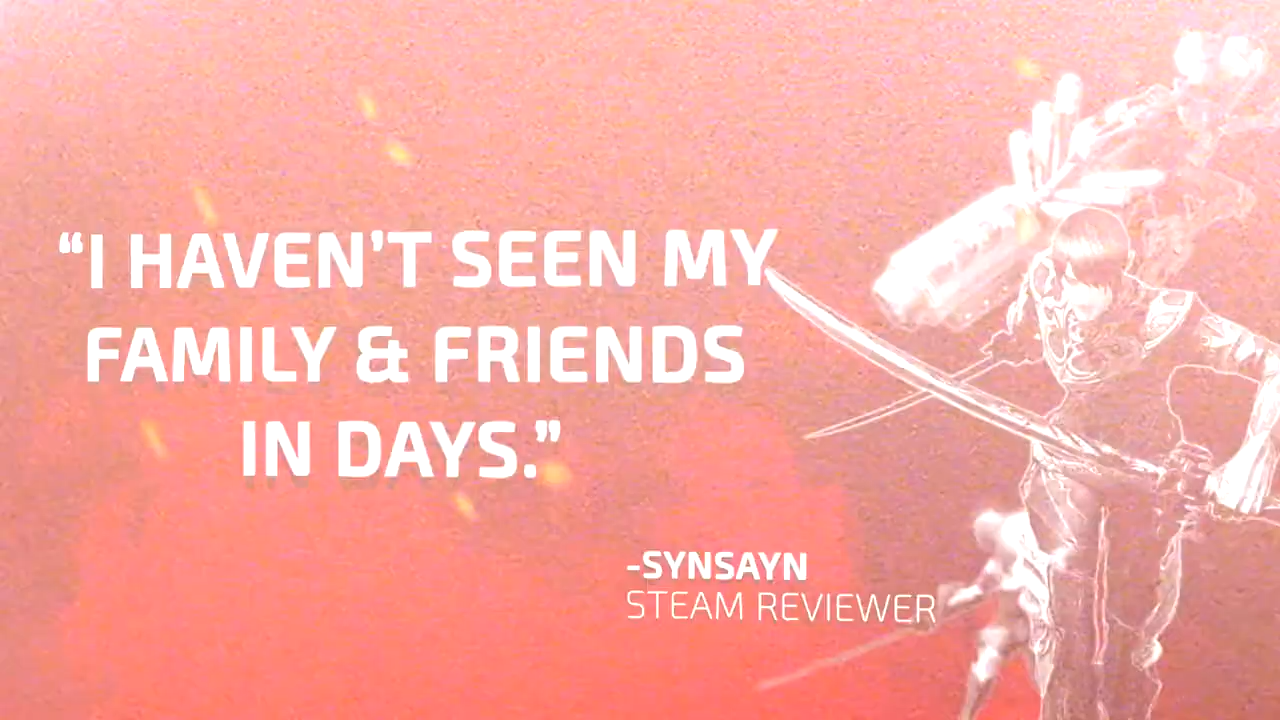 “I HAVEN’T SEEN MY
FAMILY & FRIENDS
IN DAYS.”
-SYNSAYN
STEAM REVIEWER